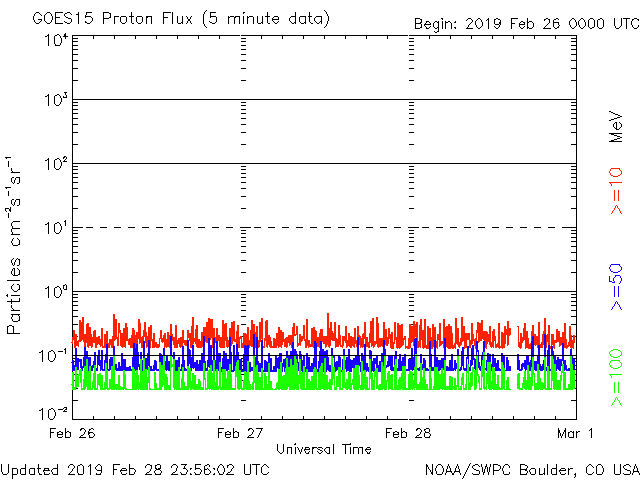 GOES15 Proton Flux (5 minute data)
Begin: 2019 Feb 26 0000 UTC
Particles cm⁻²s⁻¹sr⁻¹
10⁴
10³
10²
10¹
10⁰
10⁻¹
10⁻²
MeV
>=10
>=50
>=100
Feb 26
Feb 27
Feb 28
Mar 1
Universal Time
Updated 2019 Feb 28 23:56:02 UTC
NOAA/SWPC Boulder, CO USA